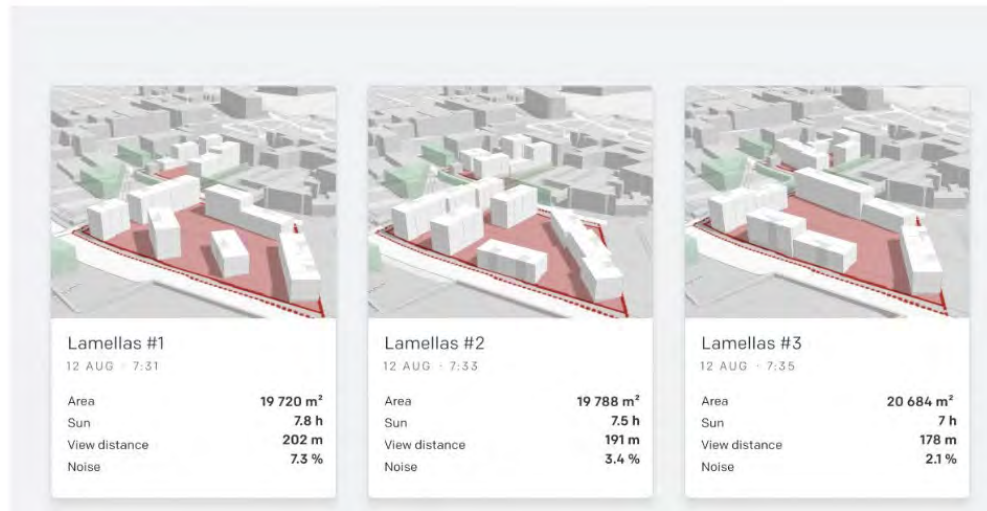 Lamellas #1
12 AUG · 7:31
Area 19 720 m²
Sun 7.8 h
View distance 202 m
Noise 7.3 %
Lamellas #2
12 AUG · 7:33
Area 19 788 m²
Sun 7.5 h
View distance 191 m
Noise 3.4 %
Lamellas #3
12 AUG · 7:35
Area 20 684 m²
Sun 7 h
View distance 178 m
Noise 2.1 %